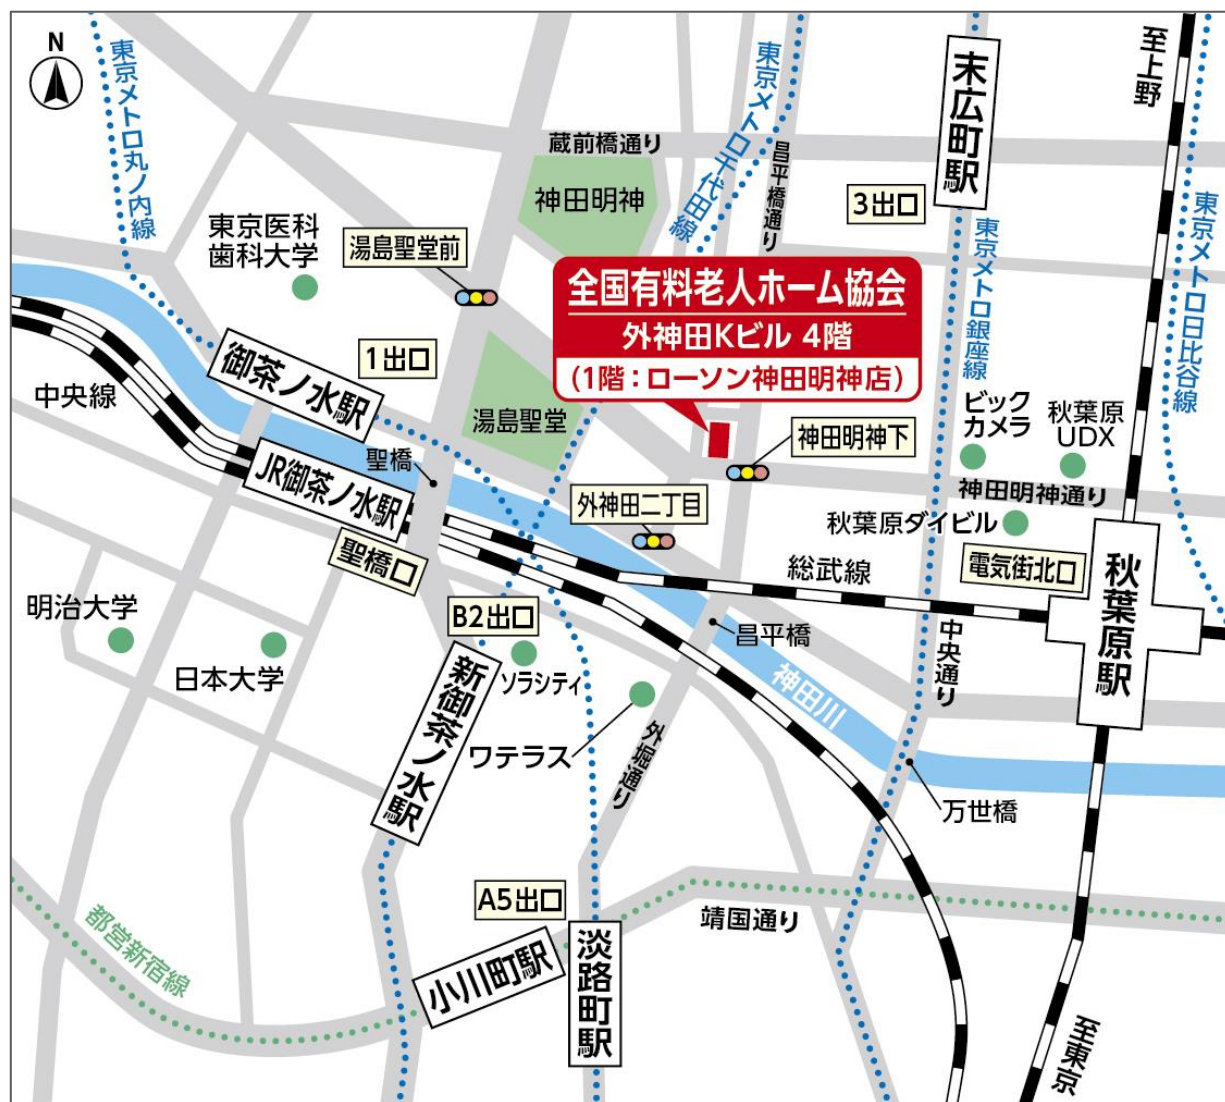 N
東京メトロ丸ノ内線
東京メトロ千代田線
昌平橋通り
末広町駅
至上野
蔵前橋通り
神田明神
3出口
東京メトロ銀座線
東京メトロ日比谷線
東京医科
歯科大学
湯島聖堂前
全国有料老人ホーム協会
外神田Kビル 4階
(1階：ローソン神田明神店)
1出口
御茶ノ水駅
中央線
湯島聖堂
神田明神下
ビック
カメラ
秋葉原
UDX
聖橋
JR御茶ノ水駅
神田明神通り
外神田二丁目
秋葉原ダイビル
聖橋口
総武線
電気街北口
秋葉原駅
明治大学
日本大学
B2出口
ソラシティ
昌平橋
中央通り
新御茶ノ水駅
神田川
ワテラス
外堀通り
万世橋
A5出口
靖国通り
都営新宿線
小川町駅
淡路町駅
至東京